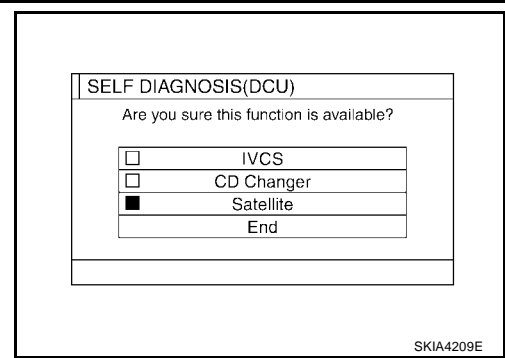 SELF DIAGNOSIS(DCU)
Are you sure this function is available?
IVCS
CD Changer
Satellite
End
SKIA4209E